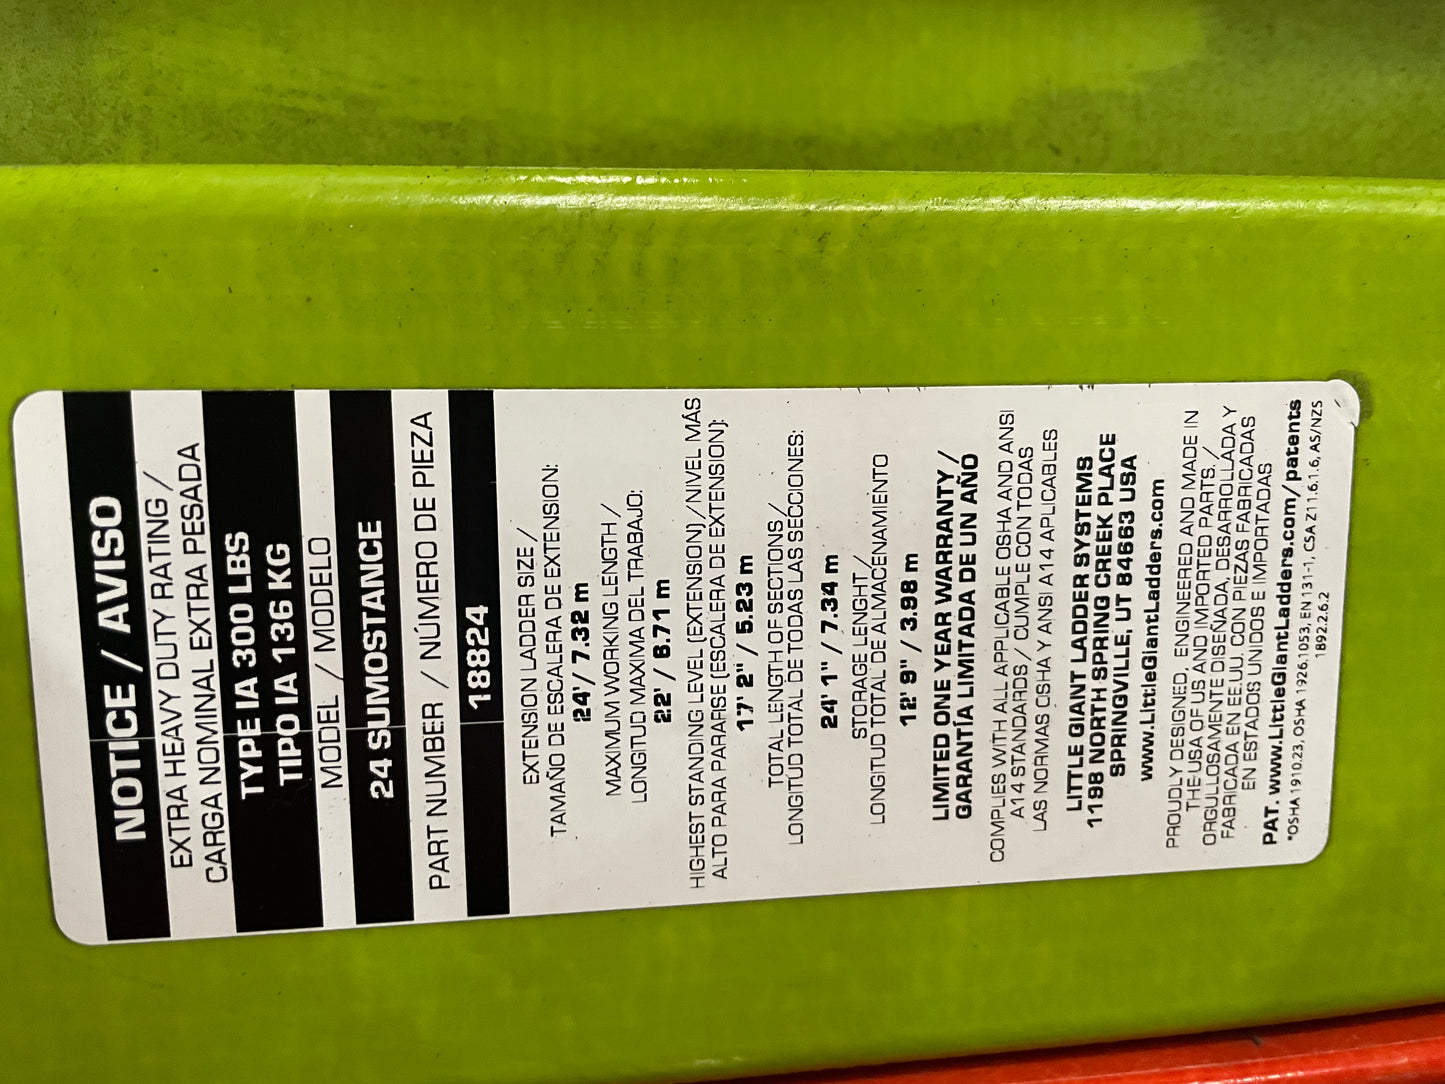 NOTICE / AVISO
EXTRA HEAVY DUTY RATING /
CARGA NOMINAL EXTRA PESADA
TYPE IA 300 LBS
TIPO IA 136 KG
MODEL / MODELO
24 SUMOSTANCE
PART NUMBER / NÚMERO DE PIEZA
18824
EXTENSION LADDER SIZE /
TAMAÑO DE ESCALERA DE EXTENSION:
24'/ 7.32 m
MAXIMUM WORKING LENGTH /
LONGITUD MAXIMA DEL TRABAJO:
22' / 6.71 m
HIGHEST STANDING LEVEL (EXTENSION)/NIVEL MÁS
ALTO PARA PARARSE (ESCALERA DE EXTENSION):
17' 2" / 5.23 m
TOTAL LENGTH OF SECTIONS /
LONGITUD TOTAL DE TODAS LAS SECCIONES:
24' 1" / 7.34 m
STORAGE LENGHT/
LONGITUD TOTAL DE ALMACENAMIENTO
12' 9" / 3.98 m
LIMITED ONE YEAR WARRANTY /
GARANTÍA LIMITADA DE UN AÑO
COMPLIES WITH ALL APPLICABLE OSHA AND ANSI
A14 STANDARDS / CUMPLE CON TODAS
LAS NORMAS OSHA Y ANSI A14 APLICABLES
LITTLE GIANT LADDER SYSTEMS
1198 NORTH SPRING CREEK PLACE
SPRINGVILLE, UT 84663 USA
www.LittleGiantLadders.com
PROUDLY DESIGNED, ENGINEERED AND MADE IN
THE USA OF US AND IMPORTED PARTS./
ORGULLOSAMENTE DISEÑADA, DESARROLLADA Y
FABRICADA EN EE.UU. CON PIEZAS FABRICADAS
EN ESTADOS UNIDOS E IMPORTADAS
PAT. www.LittleGiantLadders.com/patents
*OSHA 1910.23, OSHA 1926.1053, EN 131-1, CSA Z11.6.1.6, AS/NZS
1892.2.6.2